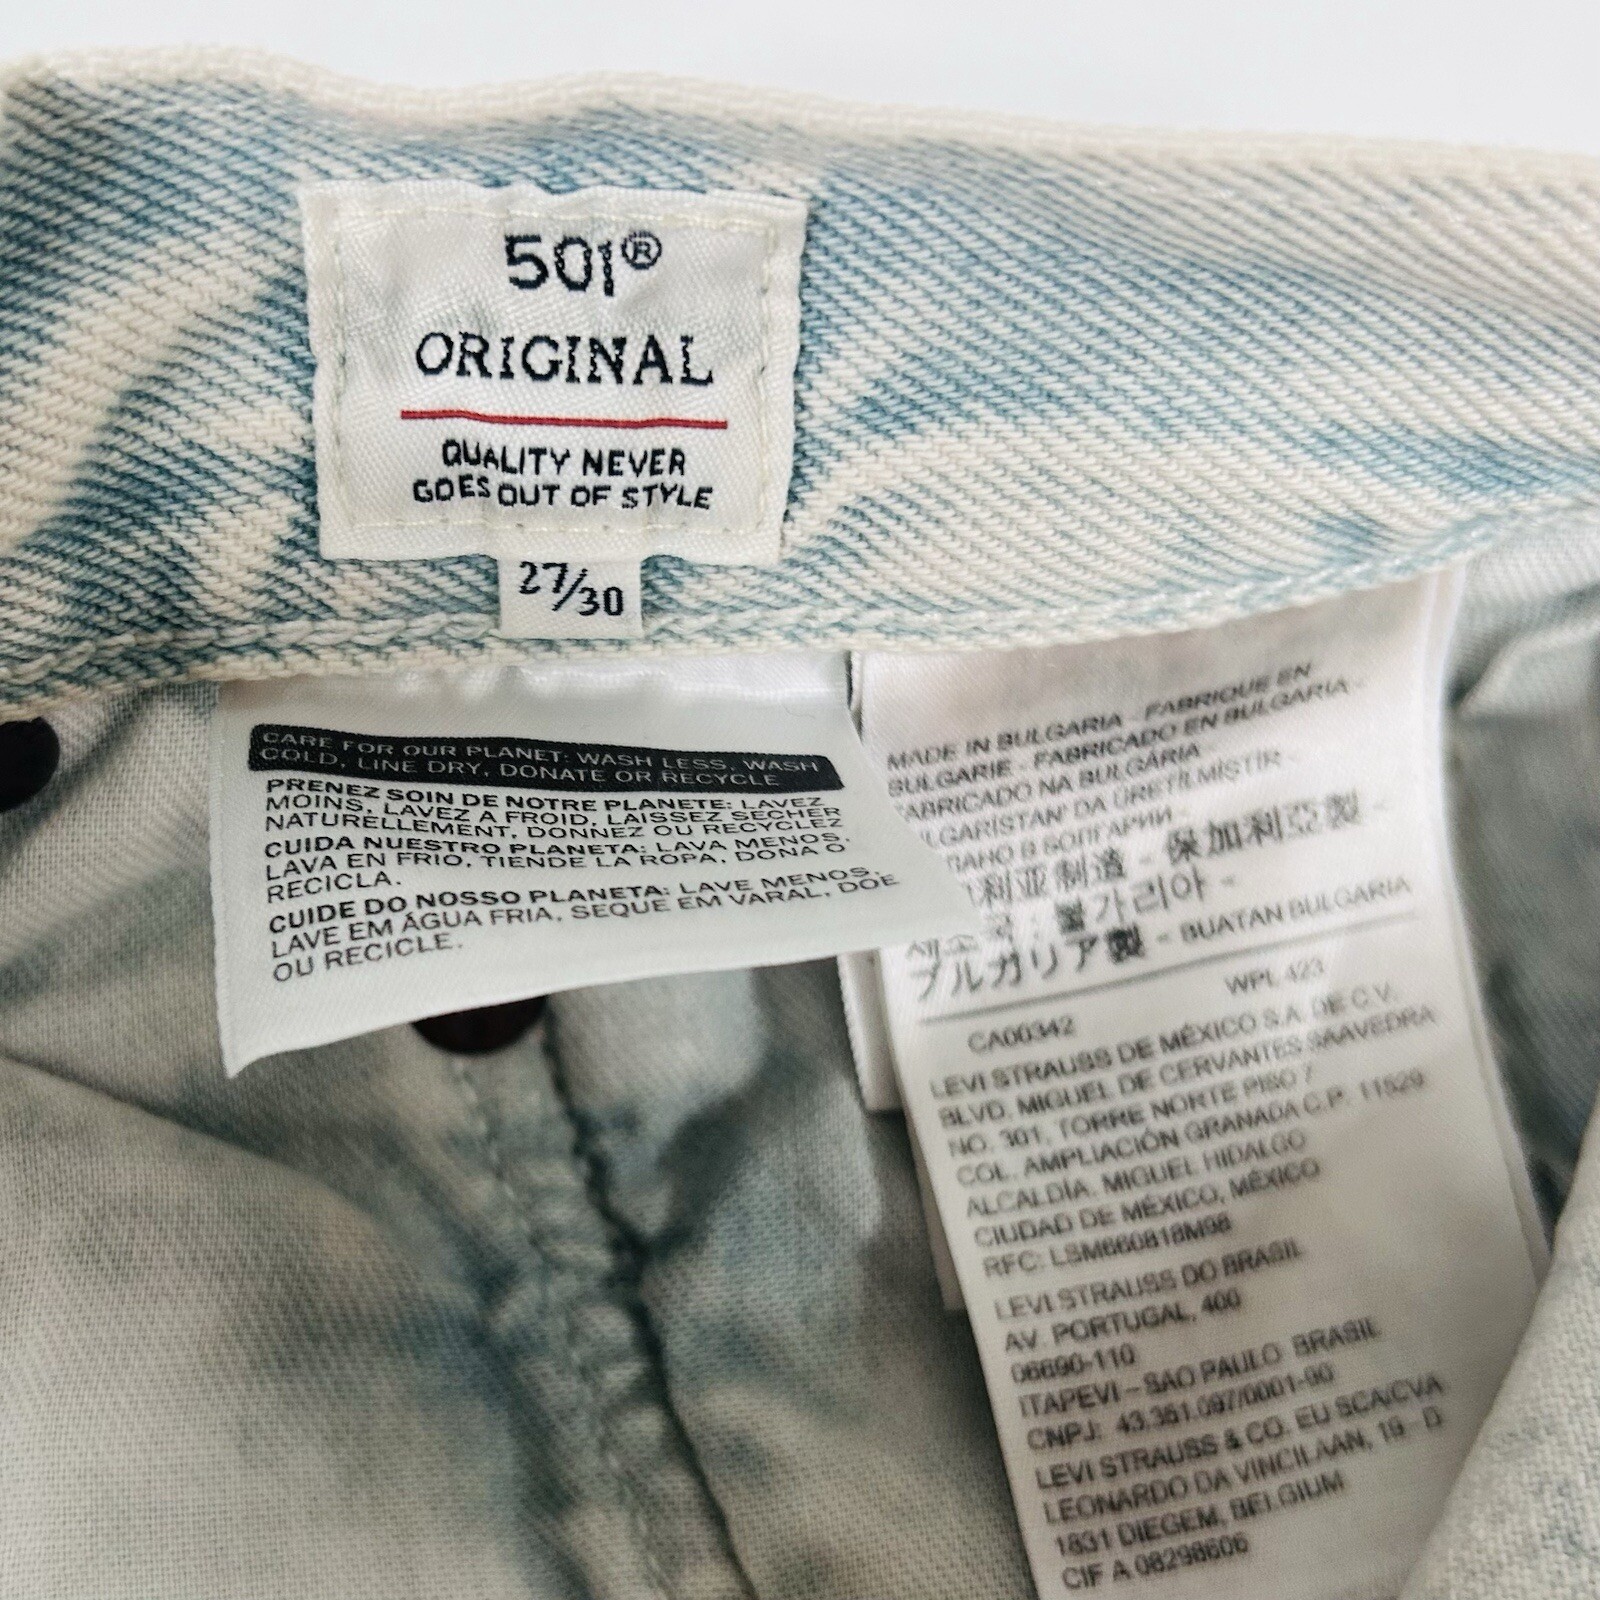 501®
ORIGINAL
QUALITY NEVER
GOES OUT OF STYLE
27/30
CARE FOR OUR PLANET: WASH LESS, WASH
COLD, LINE DRY, DONATE OR RECYCLE
PRENEZ SOIN DE NOTRE PLANETE: LAVEZ
MOINS, LAVEZ A FROID, LAISSEZ SECHER
NATURELLEMENT, DONNEZ OU RECYCLEZ
CUIDA NUESTRO PLANETA: LAVA MENOS,
LAVA EN FRIO, TIENDE LA ROPA, DONA O
RECICLA.
CUIDE DO NOSSO PLANETA: LAVE MENOS,
LAVE EM ÁGUA FRIA, SEQUE EM VARAL, DOE
OU RECICLE.
MADE IN BULGARIA - FABRIQUE EN
BULGARIE - FABRICADO EN BULGARIA -
FABRICADO NA BULGÁRIA -
DA ÜRETİLMİŞTİR -
В БОЛГАРИИ
利亚制造 - 保加利亞製
불가리아 -
ブルガリア製 - BUATAN BULGARIA
WPL 423
CA00342
LEVI STRAUSS DE MÉXICO S.A. DE C.V.
BLVD. MIGUEL DE CERVANTES SAAVEDRA
NO. 301, TORRE NORTE PISO 7
COL. AMPLIACIÓN GRANADA C.P. 11529
ALCALDÍA. MIGUEL HIDALGO
CIUDAD DE MÉXICO, MÉXICO
RFC: LSM660818M98
LEVI STRAUSS DO BRASIL
AV. PORTUGAL, 400
06690-110
ITAPEVI – SAO PAULO BRASIL
CNPJ: 43.361.097/0001-90
LEVI STRAUSS & CO. EU SCA/CVA
LEONARDO DA VINCILAAN, 19 - D
1831 DIEGEM, BELGIUM
CIF A 08298606